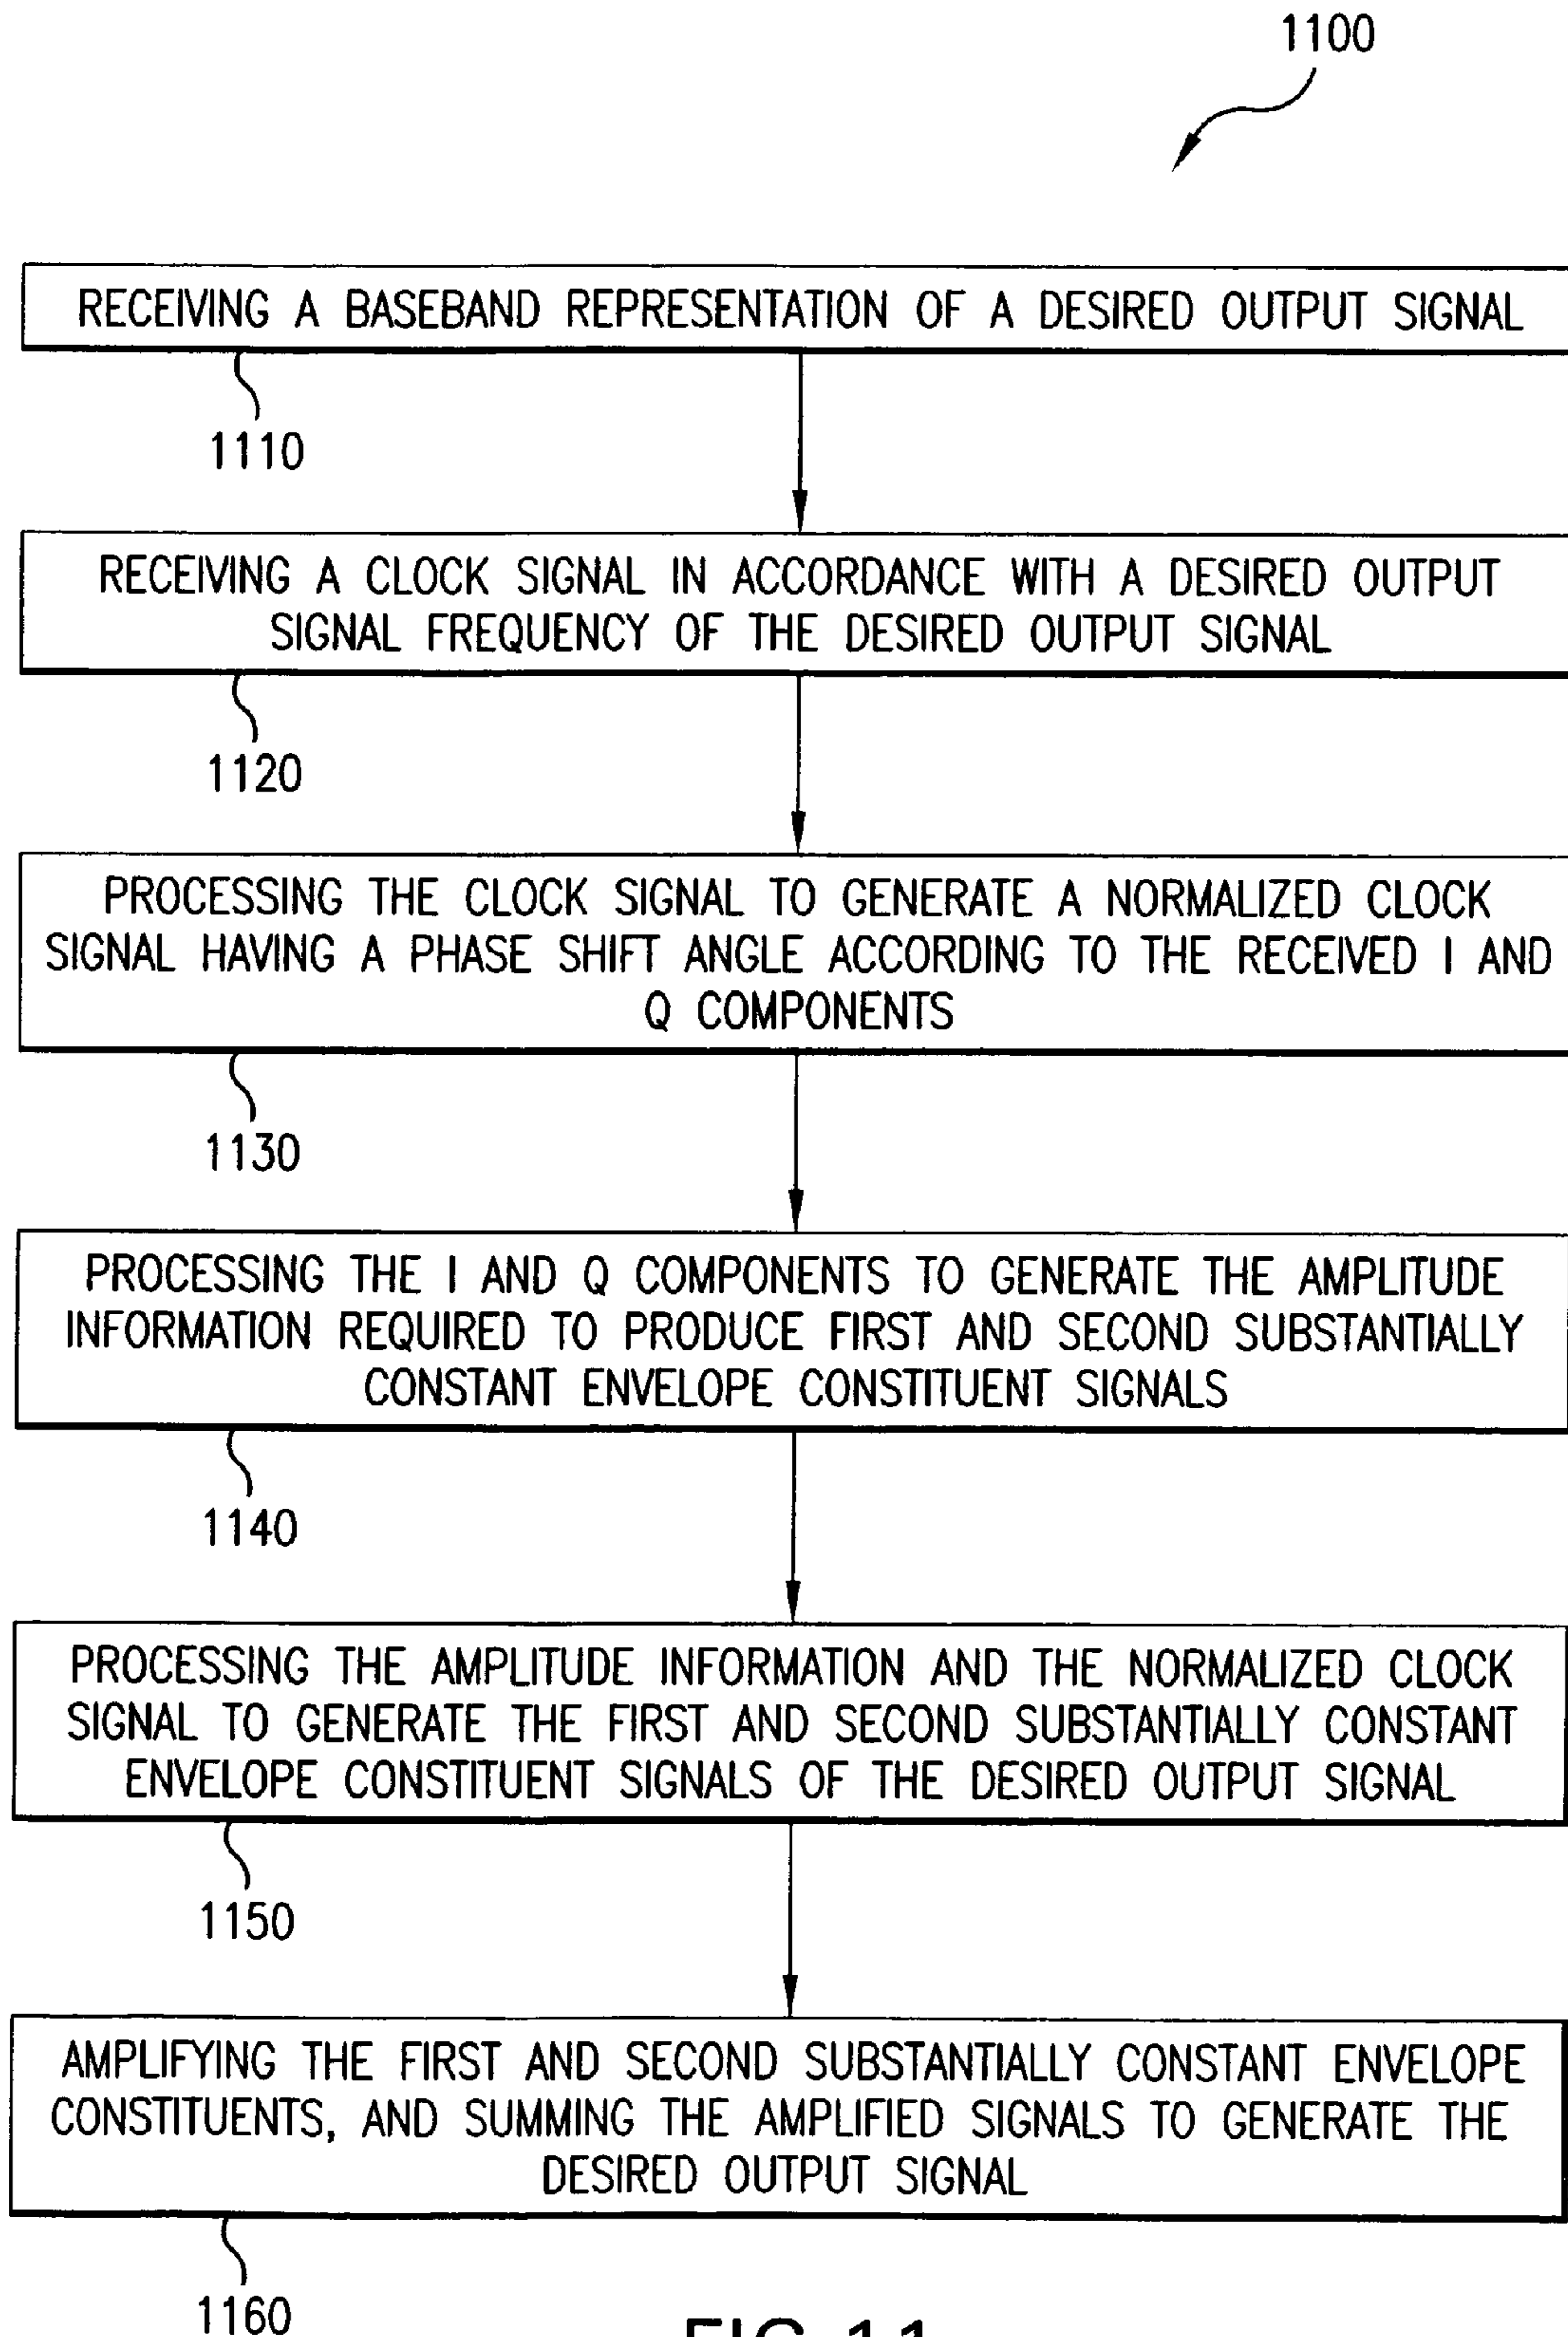 1100
RECEIVING A BASEBAND REPRESENTATION OF A DESIRED OUTPUT SIGNAL
1110
RECEIVING A CLOCK SIGNAL IN ACCORDANCE WITH A DESIRED OUTPUT
SIGNAL FREQUENCY OF THE DESIRED OUTPUT SIGNAL
1120
PROCESSING THE CLOCK SIGNAL TO GENERATE A NORMALIZED CLOCK
SIGNAL HAVING A PHASE SHIFT ANGLE ACCORDING TO THE RECEIVED I AND
Q COMPONENTS
1130
PROCESSING THE I AND Q COMPONENTS TO GENERATE THE AMPLITUDE
INFORMATION REQUIRED TO PRODUCE FIRST AND SECOND SUBSTANTIALLY
CONSTANT ENVELOPE CONSTITUENT SIGNALS
1140
PROCESSING THE AMPLITUDE INFORMATION AND THE NORMALIZED CLOCK
SIGNAL TO GENERATE THE FIRST AND SECOND SUBSTANTIALLY CONSTANT
ENVELOPE CONSTITUENT SIGNALS OF THE DESIRED OUTPUT SIGNAL
1150
AMPLIFYING THE FIRST AND SECOND SUBSTANTIALLY CONSTANT ENVELOPE
CONSTITUENTS, AND SUMMING THE AMPLIFIED SIGNALS TO GENERATE THE
DESIRED OUTPUT SIGNAL
1160
FIG. 11